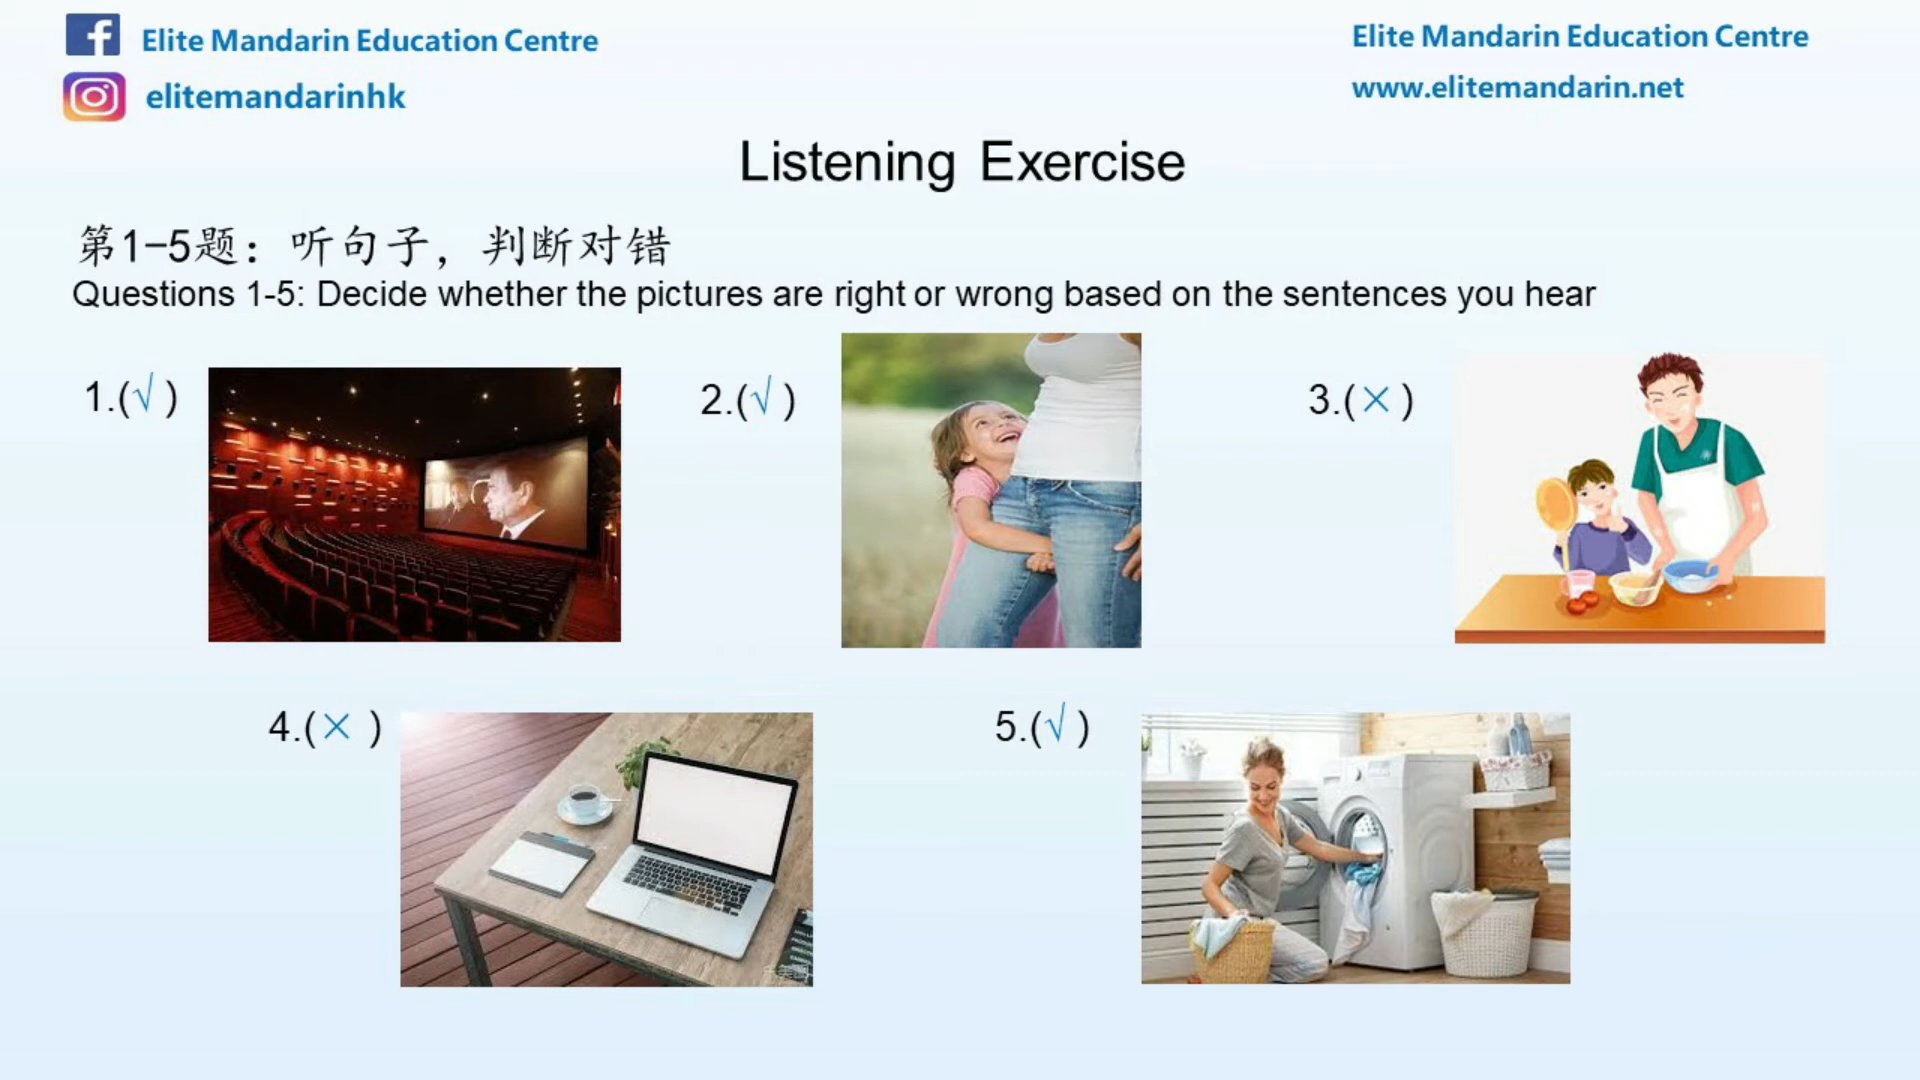 Elite Mandarin Education Centre
elitemandarinhk
Elite Mandarin Education Centre
www.elitemandarin.net
Listening Exercise
第1-5题：听句子，判断对错
Questions 1-5: Decide whether the pictures are right or wrong based on the sentences you hear
1.(√)
2.(√)
3.(×)
4.(× )
5.(√)